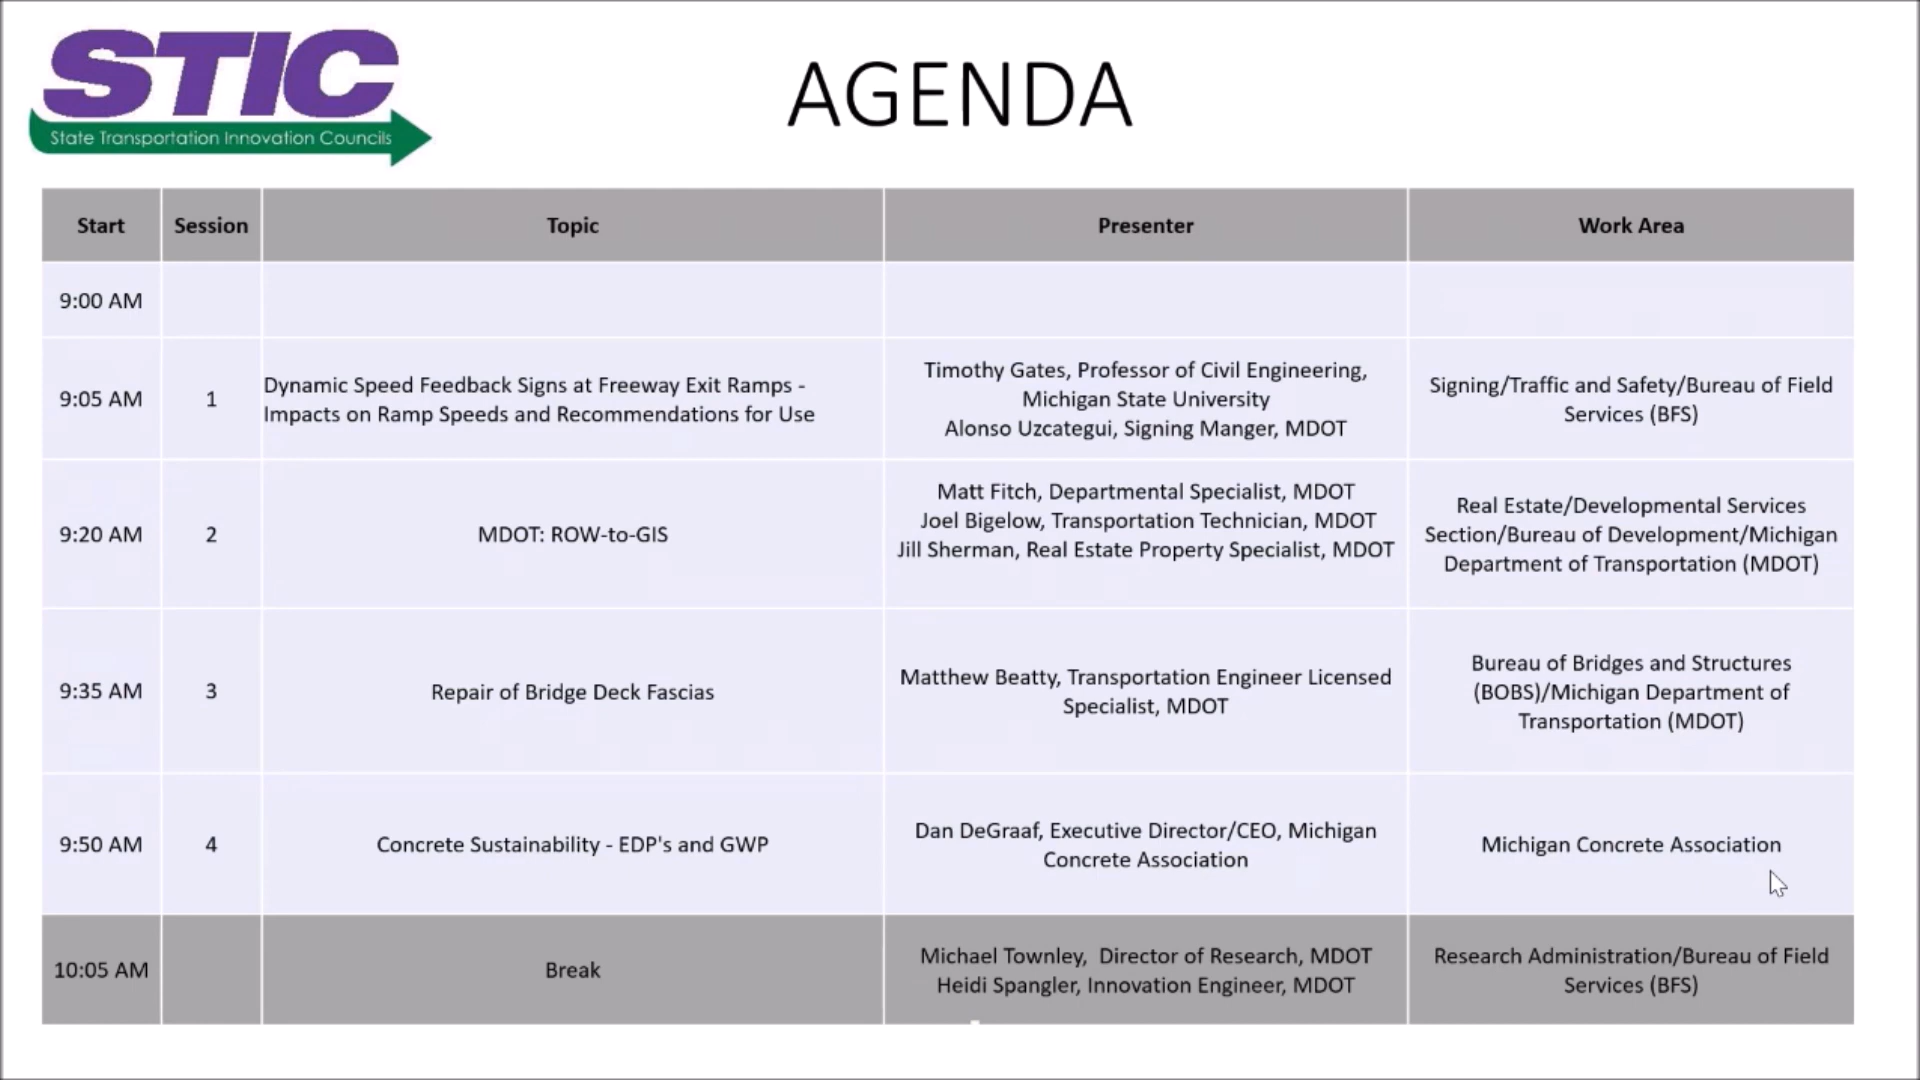 STIC
State Transportation Innovation Councils
AGENDA
Start
Session
Topic
Presenter
Work Area
9:00 AM
9:05 AM
1
Dynamic Speed Feedback Signs at Freeway Exit Ramps -
Impacts on Ramp Speeds and Recommendations for Use
Timothy Gates, Professor of Civil Engineering,
Michigan State University
Alonso Uzcategui, Signing Manger, MDOT
Signing/Traffic and Safety/Bureau of Field
Services (BFS)
9:20 AM
2
MDOT: ROW-to-GIS
Matt Fitch, Departmental Specialist, MDOT
Joel Bigelow, Transportation Technician, MDOT
Jill Sherman, Real Estate Property Specialist, MDOT
Real Estate/Developmental Services
Section/Bureau of Development/Michigan
Department of Transportation (MDOT)
9:35 AM
3
Repair of Bridge Deck Fascias
Matthew Beatty, Transportation Engineer Licensed
Specialist, MDOT
Bureau of Bridges and Structures
(BOBS)/Michigan Department of
Transportation (MDOT)
9:50 AM
4
Concrete Sustainability - EDP's and GWP
Dan DeGraaf, Executive Director/CEO, Michigan
Concrete Association
Michigan Concrete Association
10:05 AM
Break
Michael Townley,  Director of Research, MDOT
Heidi Spangler, Innovation Engineer, MDOT
Research Administration/Bureau of Field
Services (BFS)